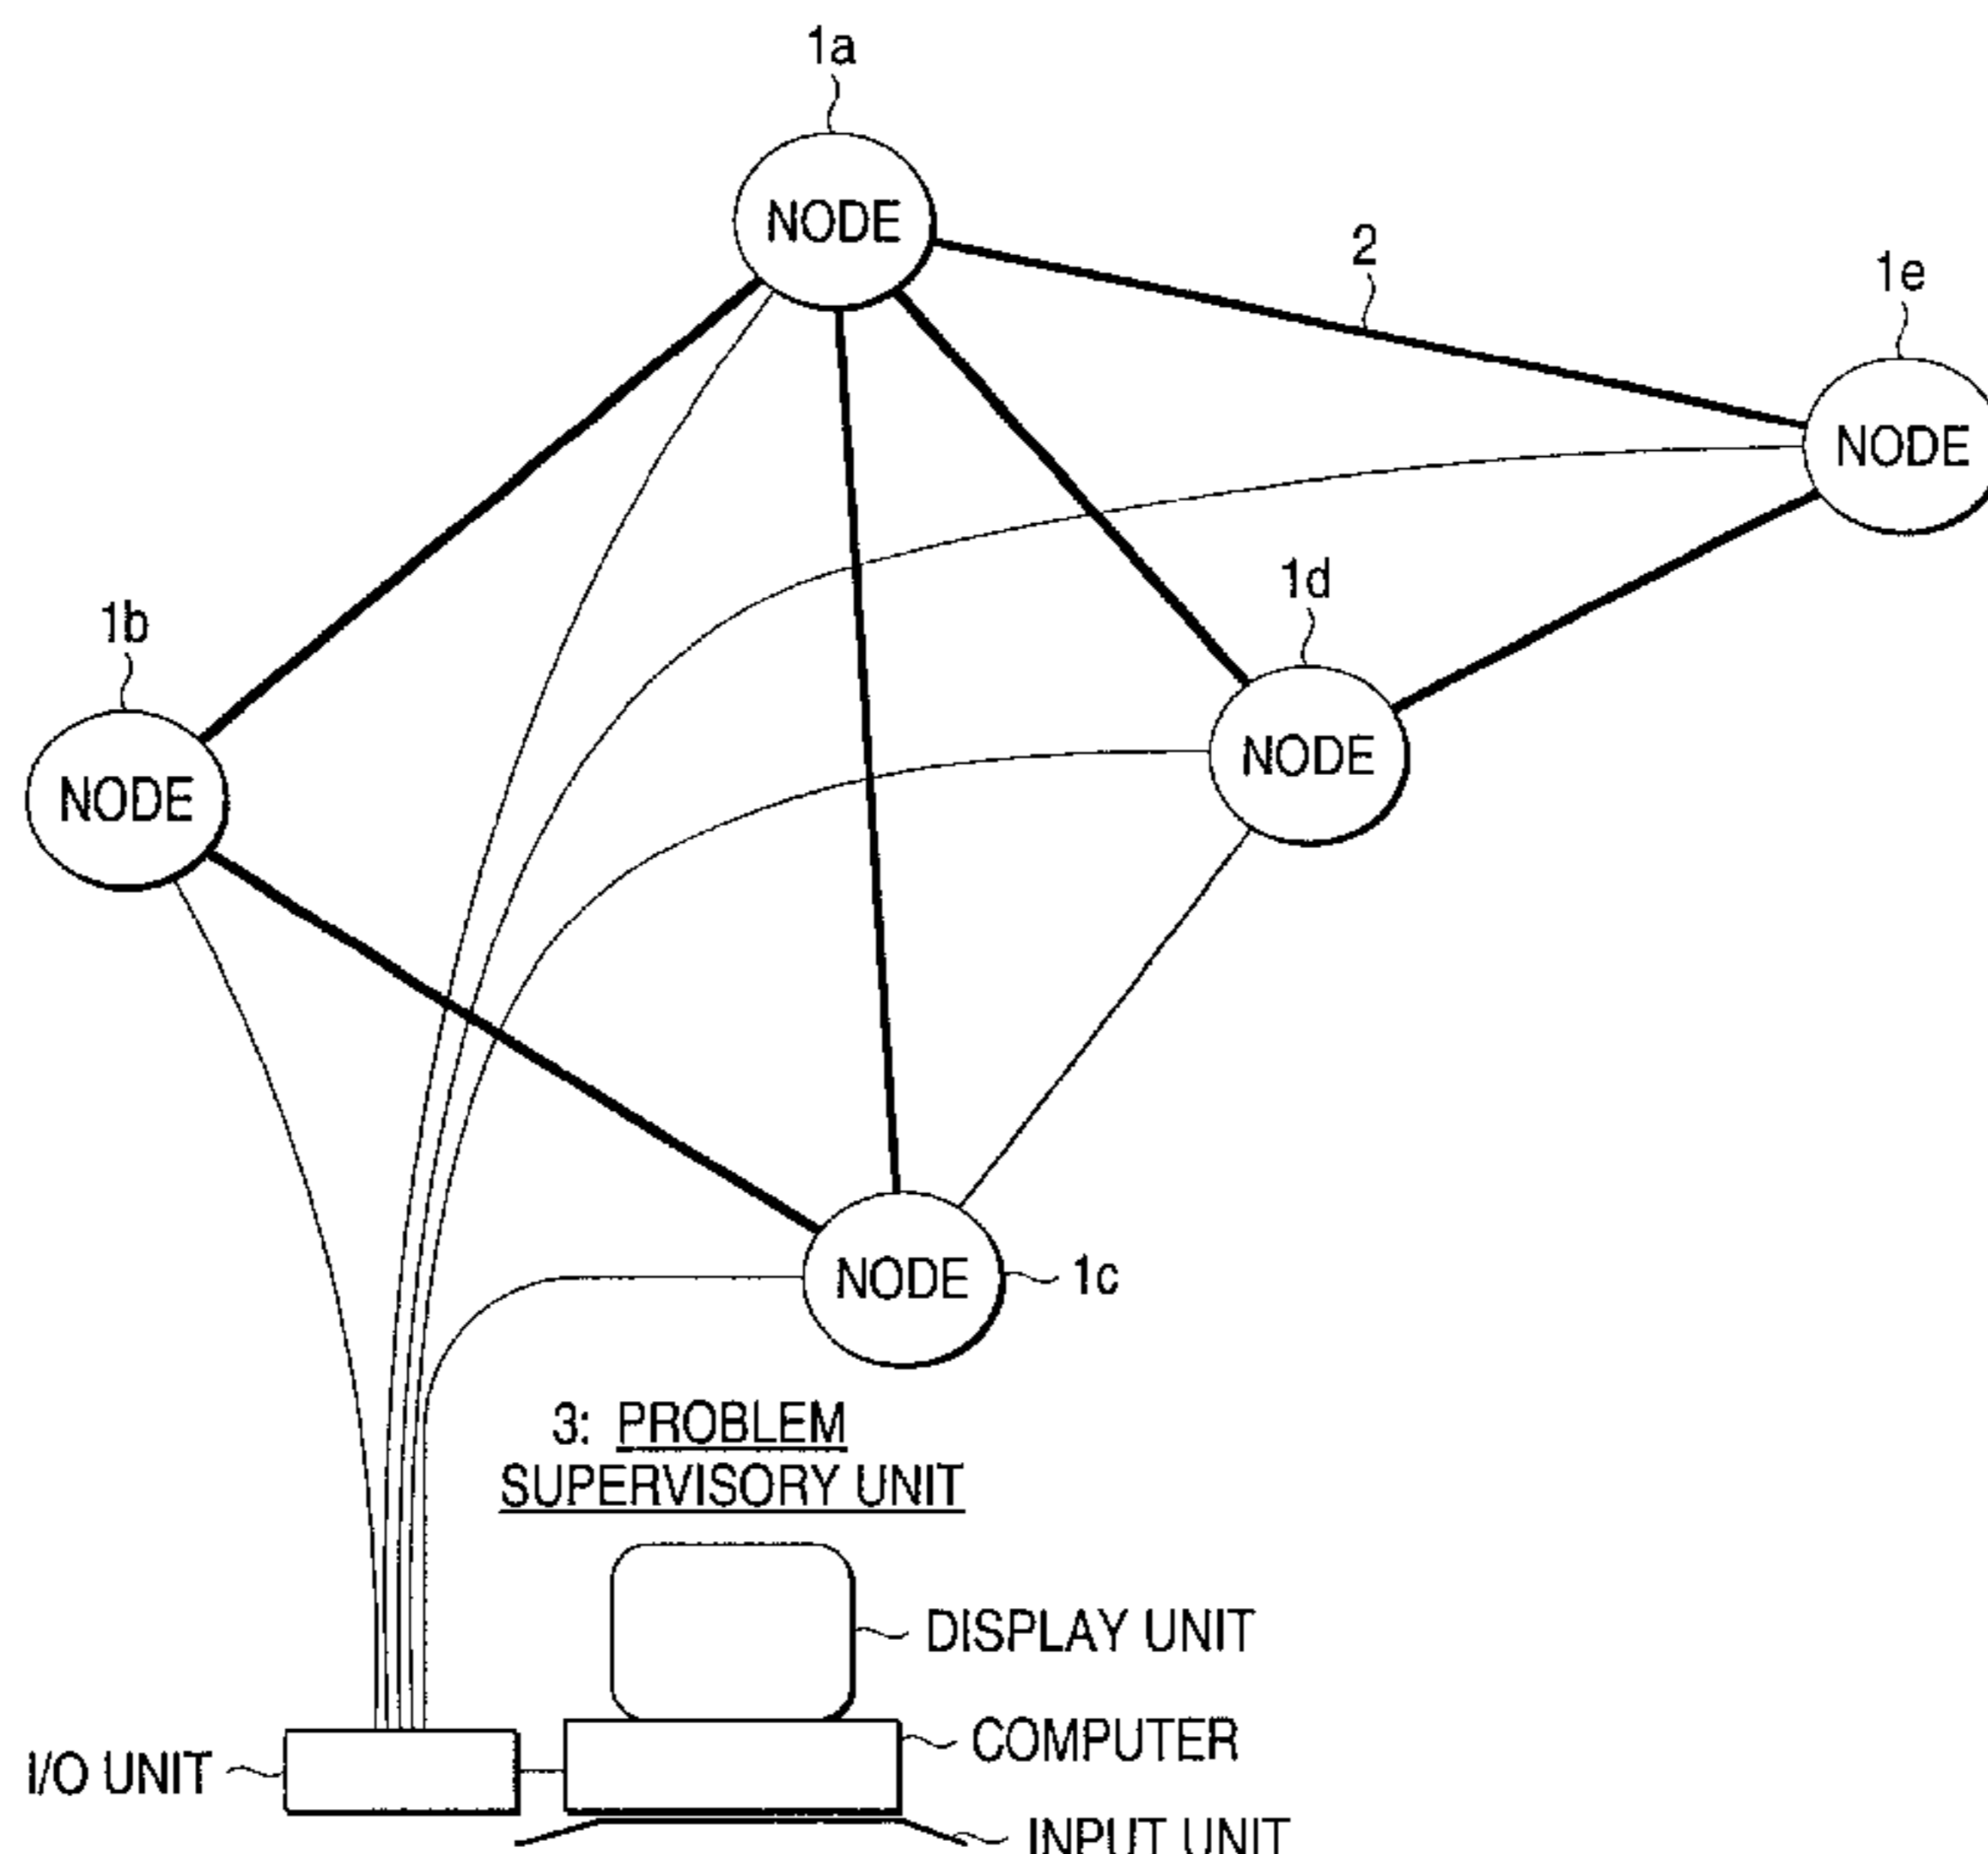 1a
NODE
2
1e
NODE
1d
1b
NODE
NODE
NODE
1c
3: PROBLEM
SUPERVISORY UNIT
DISPLAY UNIT
COMPUTER
I/O UNIT
INPUT UNIT